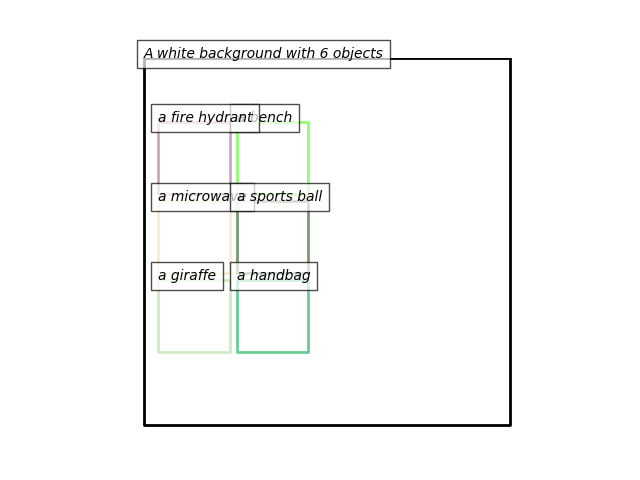 A white background with 6 objects
a fire hydrant
a bench
a microwave
a sports ball
a giraffe
a handbag